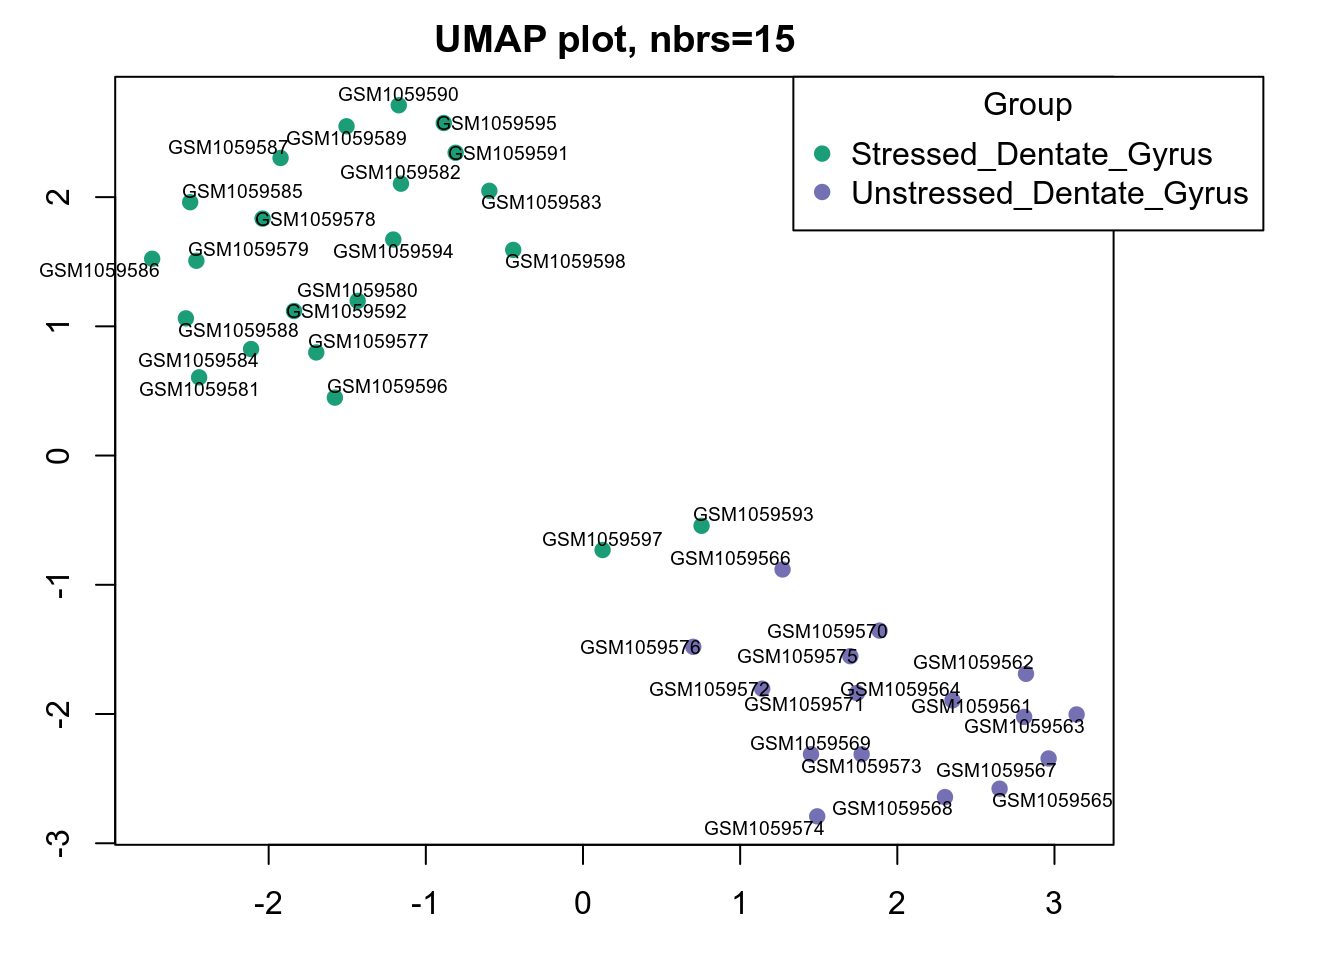 UMAP plot, nbrs=15
Group
Stressed_Dentate_Gyrus
Unstressed_Dentate_Gyrus
GSM1059590
GSM1059595
GSM1059589
GSM1059587
GSM1059591
GSM1059582
GSM1059585
GSM1059583
GSM1059578
GSM1059579
GSM1059594
GSM1059598
GSM1059586
GSM1059580
GSM1059592
GSM1059588
GSM1059577
GSM1059584
GSM1059581
GSM1059596
GSM1059593
GSM1059597
GSM1059566
GSM1059570
GSM1059576
GSM1059575
GSM1059562
GSM1059572
GSM1059564
GSM1059571
GSM1059561
GSM1059563
GSM1059569
GSM1059573
GSM1059567
GSM1059565
GSM1059568
GSM1059574
2
1
0
-1
-2
-3
-2
-1
0
1
2
3